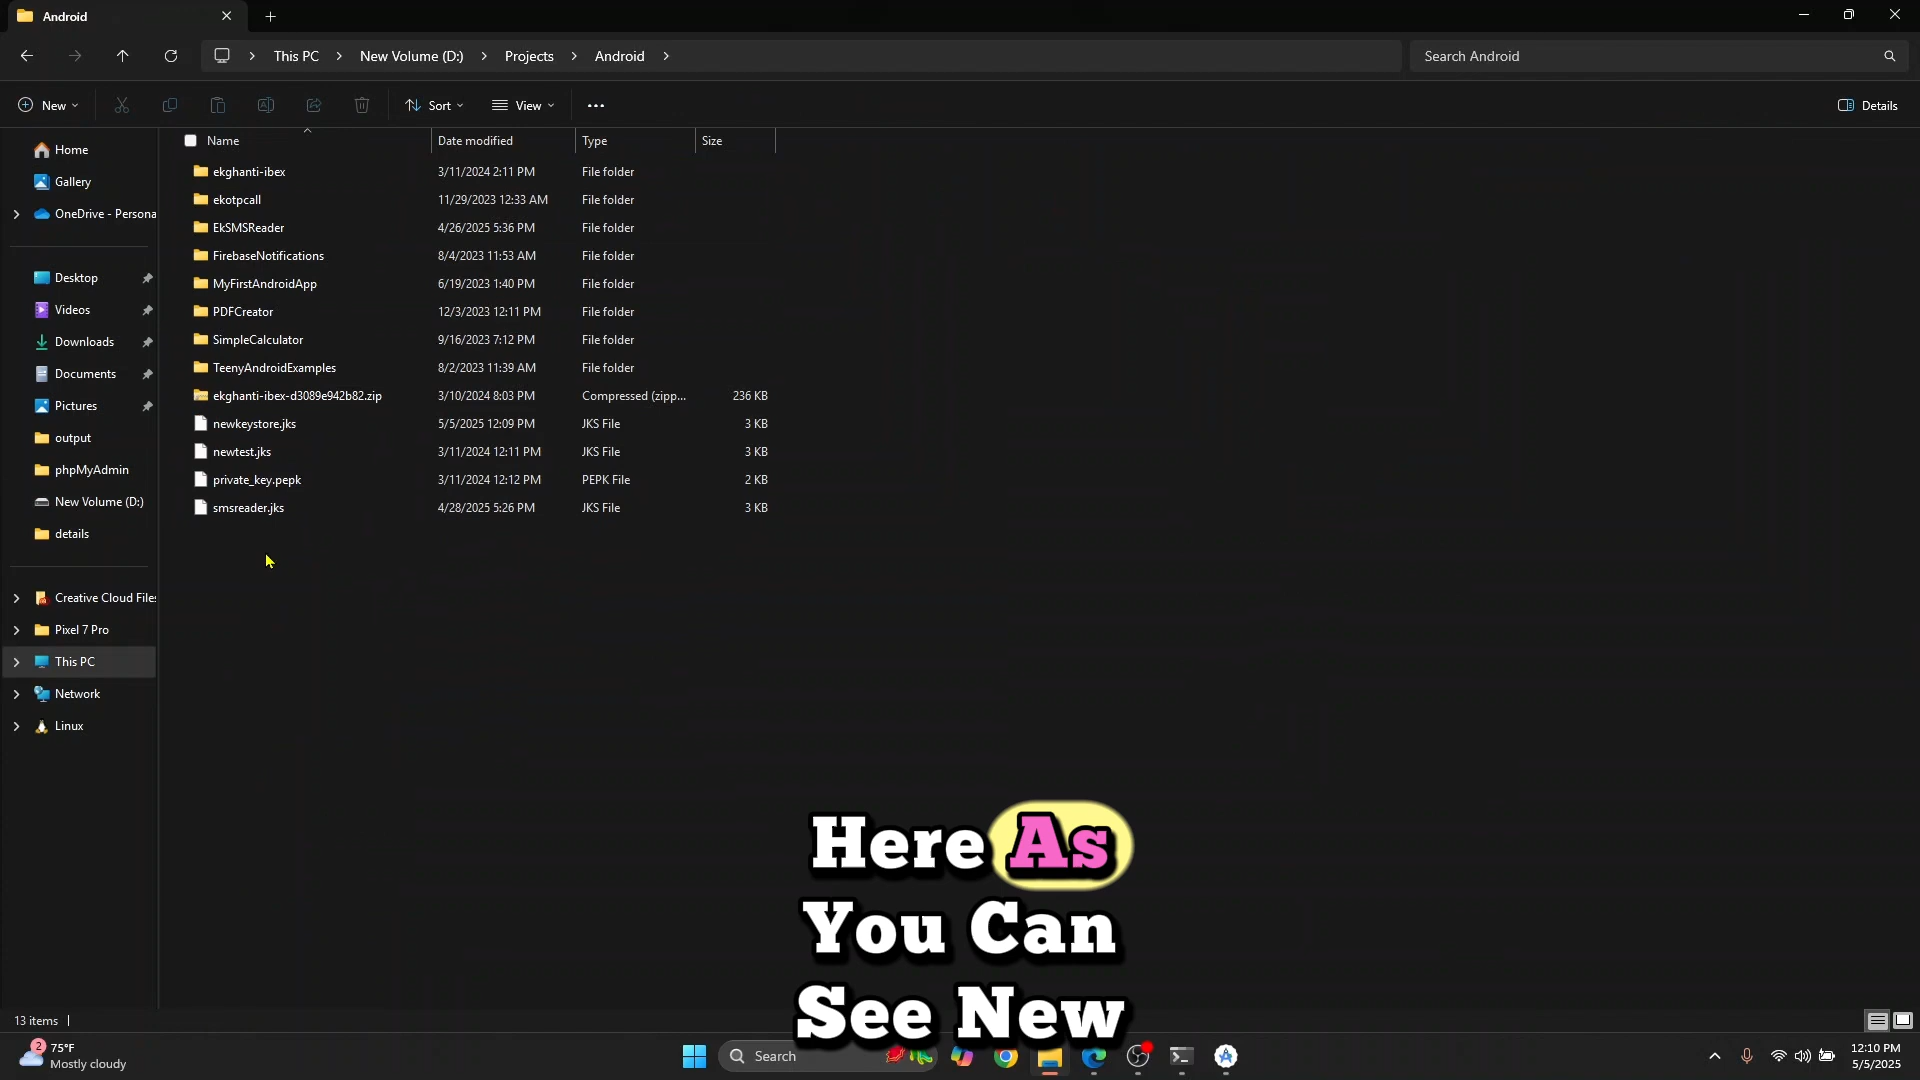 Android
This PC > New Volume (D:) > Projects > Android >
Search Android
New
Sort
View
Details
Name Date modified Type Size
Home
Gallery
OneDrive - Persona
Desktop
Videos
Downloads
Documents
Pictures
output
phpMyAdmin
New Volume (D:)
details
Creative Cloud Files
Pixel 7 Pro
This PC
Network
Linux
ekghanti-ibex 3/11/2024 2:11 PM File folder
ekotpcall 11/29/2023 12:33 AM File folder
EkSMSReader 4/26/2025 5:36 PM File folder
FirebaseNotifications 8/4/2023 11:53 AM File folder
MyFirstAndroidApp 6/19/2023 1:40 PM File folder
PDFCreator 12/3/2023 12:11 PM File folder
SimpleCalculator 9/16/2023 7:12 PM File folder
TeenyAndroidExamples 8/2/2023 11:39 AM File folder
ekghanti-ibex-d3089e942b82.zip 3/10/2024 8:03 PM Compressed (zipp... 236 KB
newkeystore.jks 5/5/2025 12:09 PM JKS File 3 KB
newtest.jks 3/11/2024 12:11 PM JKS File 3 KB
private_key.pepk 3/11/2024 12:12 PM PEPK File 2 KB
smsreader.jks 4/28/2025 5:26 PM JKS File 3 KB
Here As
You Can
See New
13 items
2
75°F
Mostly cloudy
Search
12:10 PM
5/5/2025